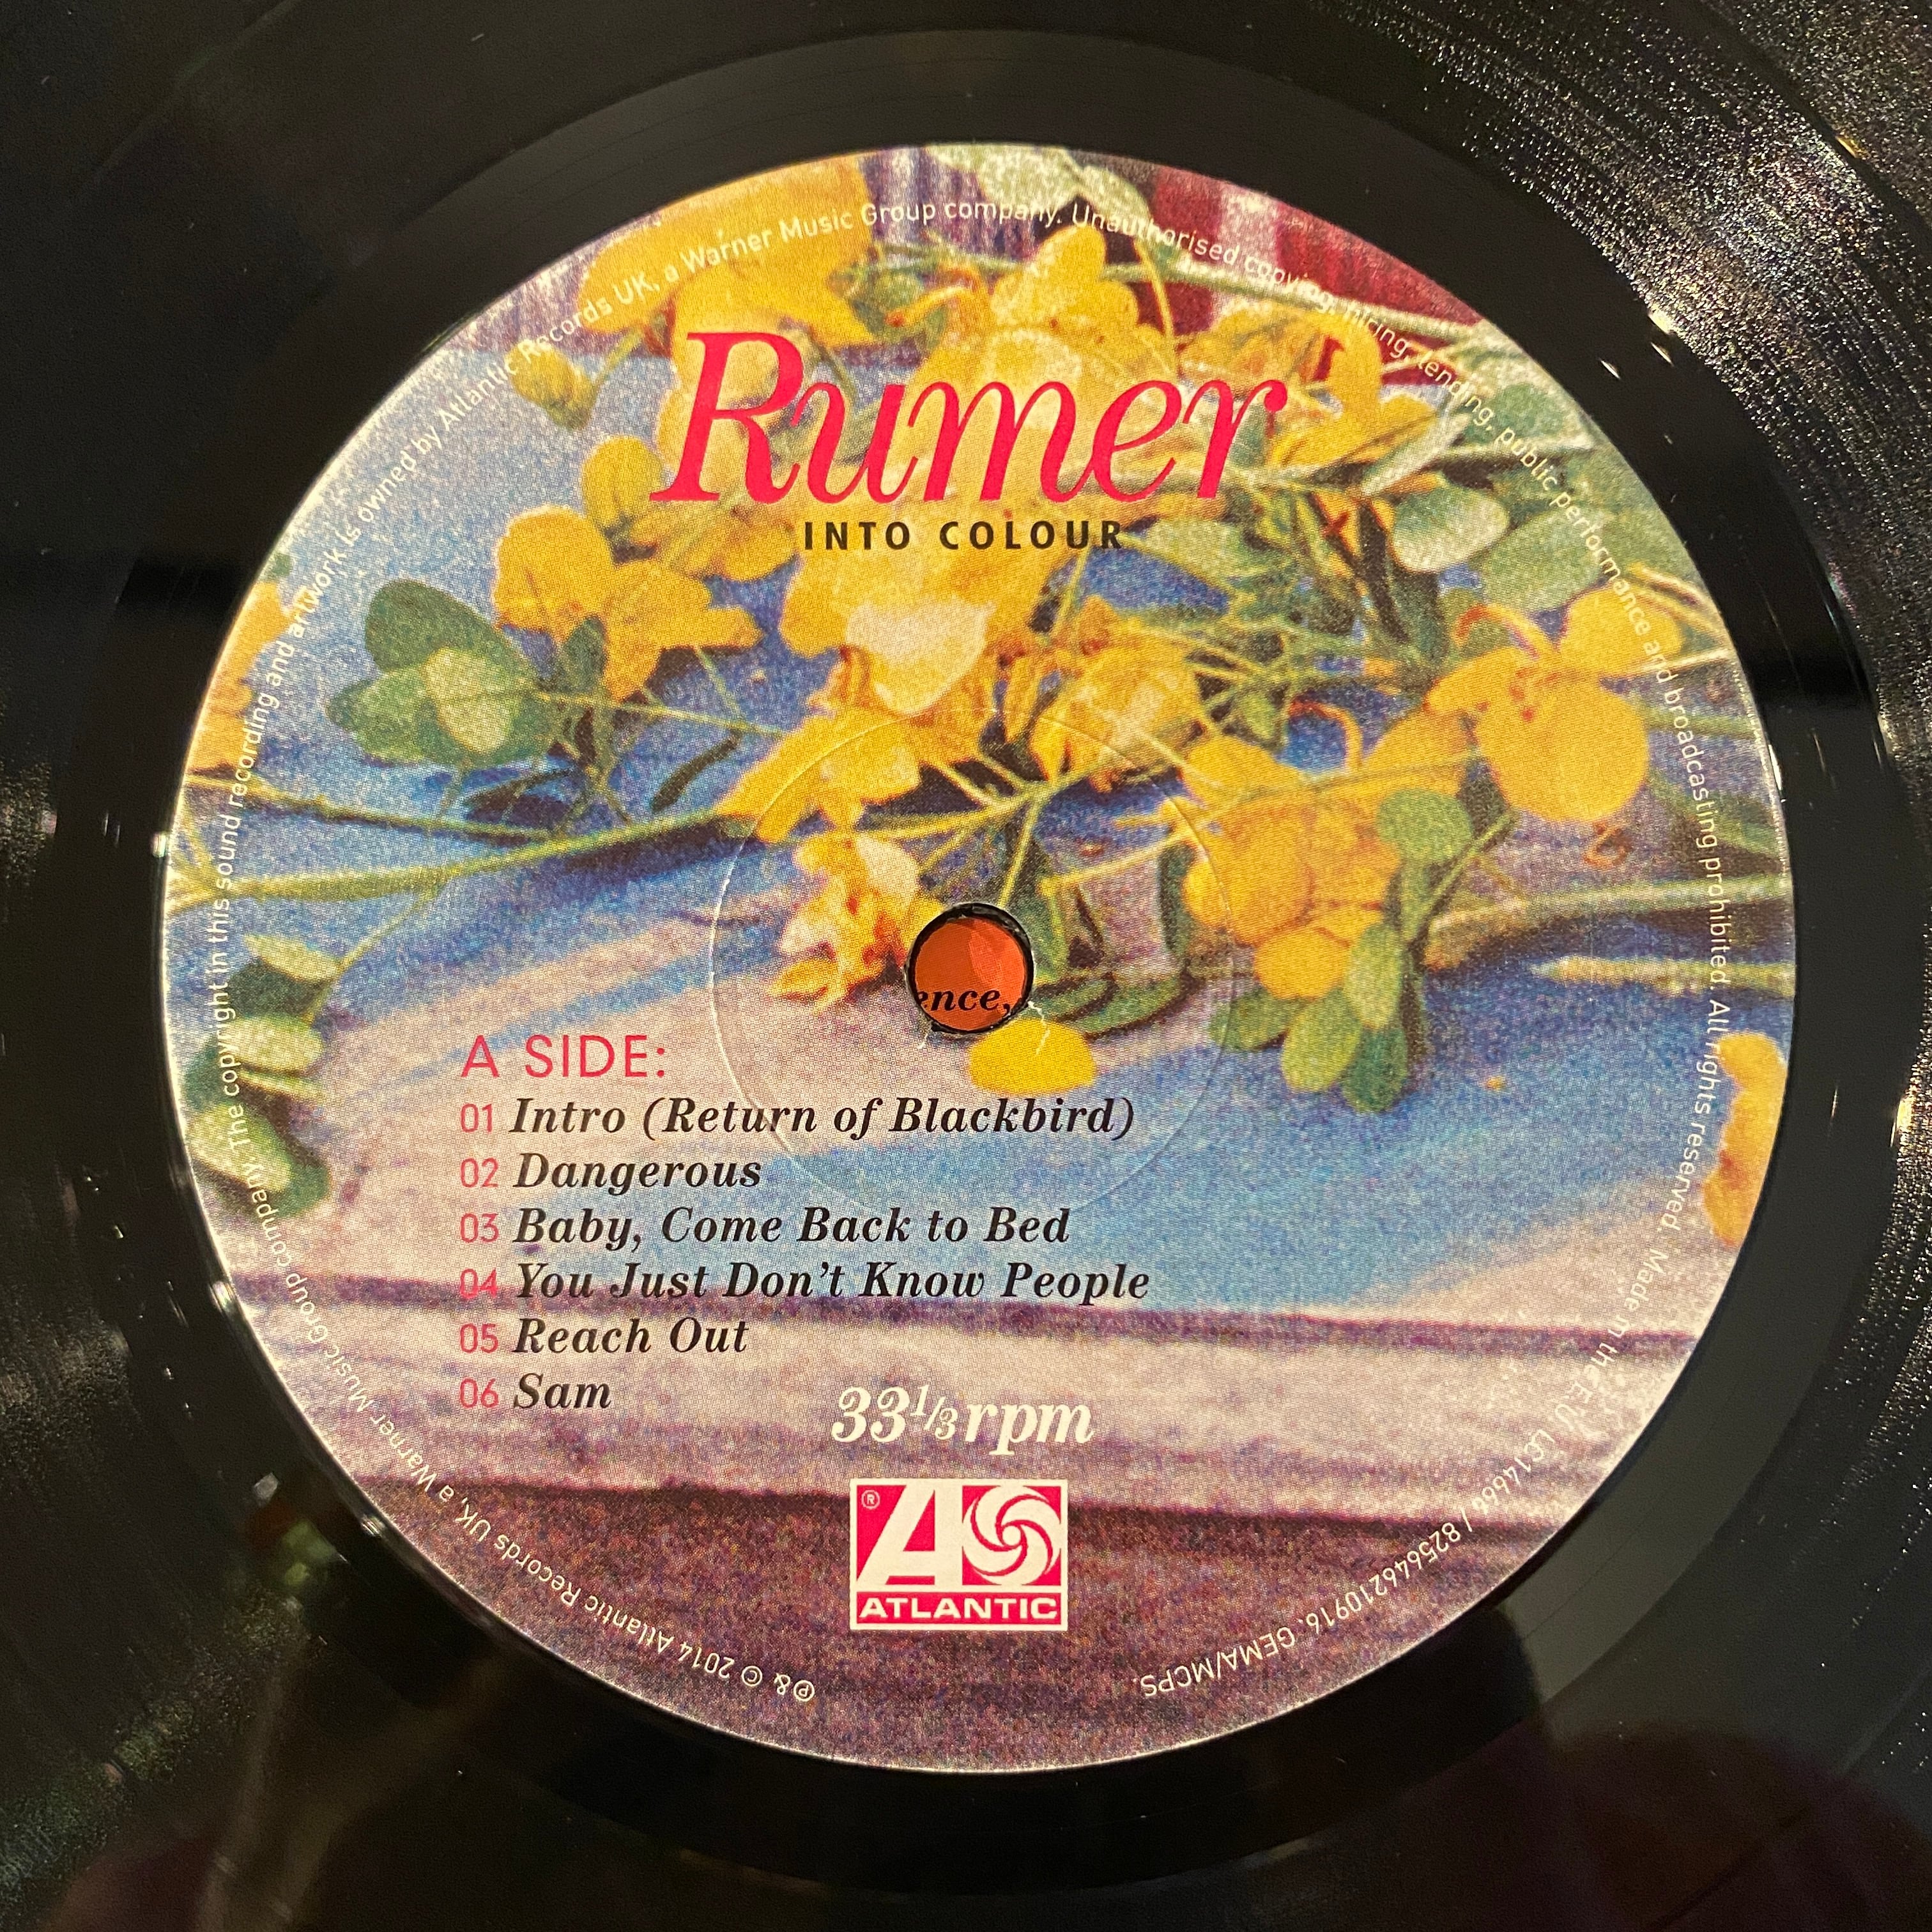 Rumer
INTO COLOUR
ence,
A SIDE:
01 Intro (Return of Blackbird)
02 Dangerous
03 Baby, Come Back to Bed
04 You Just Don't Know People
05 Reach Out
06 Sam
33 1/3 rpm
®
ATLANTIC
℗ & © 2014 Atlantic Records UK, a Warner Music Group company. The copyright in this sound recording and artwork is owned by Atlantic Records UK, a Warner Music Group company. Unauthorised copying, hiring, lending, public performance and broadcasting prohibited. All rights reserved. Made in the E.U. LC14666 / 825646210916. GEMA/MCPS.